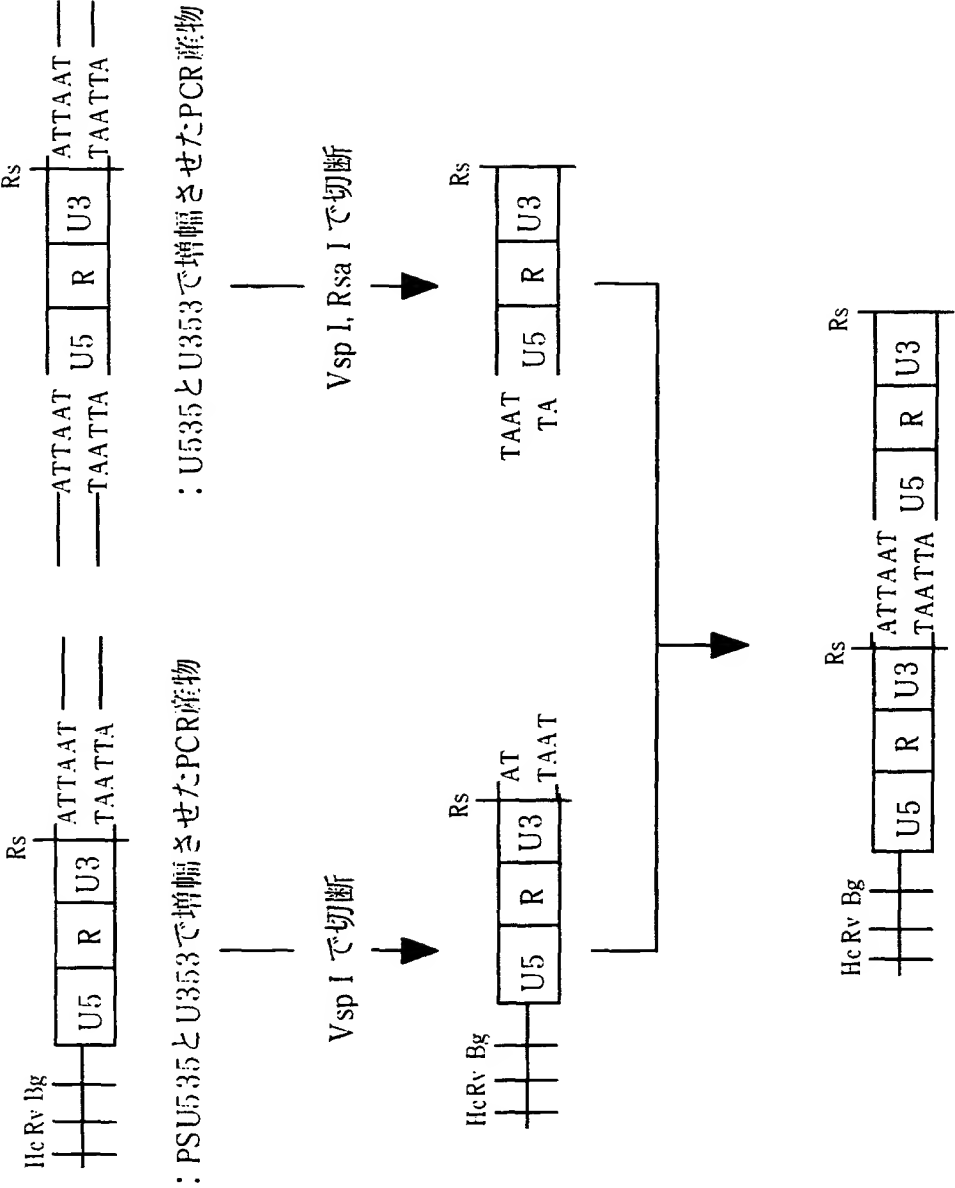 Rs
Hc Rv Bg
U5 R U3
ATTAAT
TAATTA
: PSU535とU353で増幅させたPCR産物
Vsp I で切断
Rs
Hc Rv Bg
U5 R U3
AT
TAAT
Rs
ATTAAT
TAATTA
U5 R U3
ATTAAT
TAATTA
: U535とU353で増幅させたPCR産物
Vsp I, Rsa I で切断
Rs
TAAT
TA
U5 R U3
Rs
Rs
Hc Rv Bg
U5 R U3
ATTAAT
TAATTA
U5 R U3